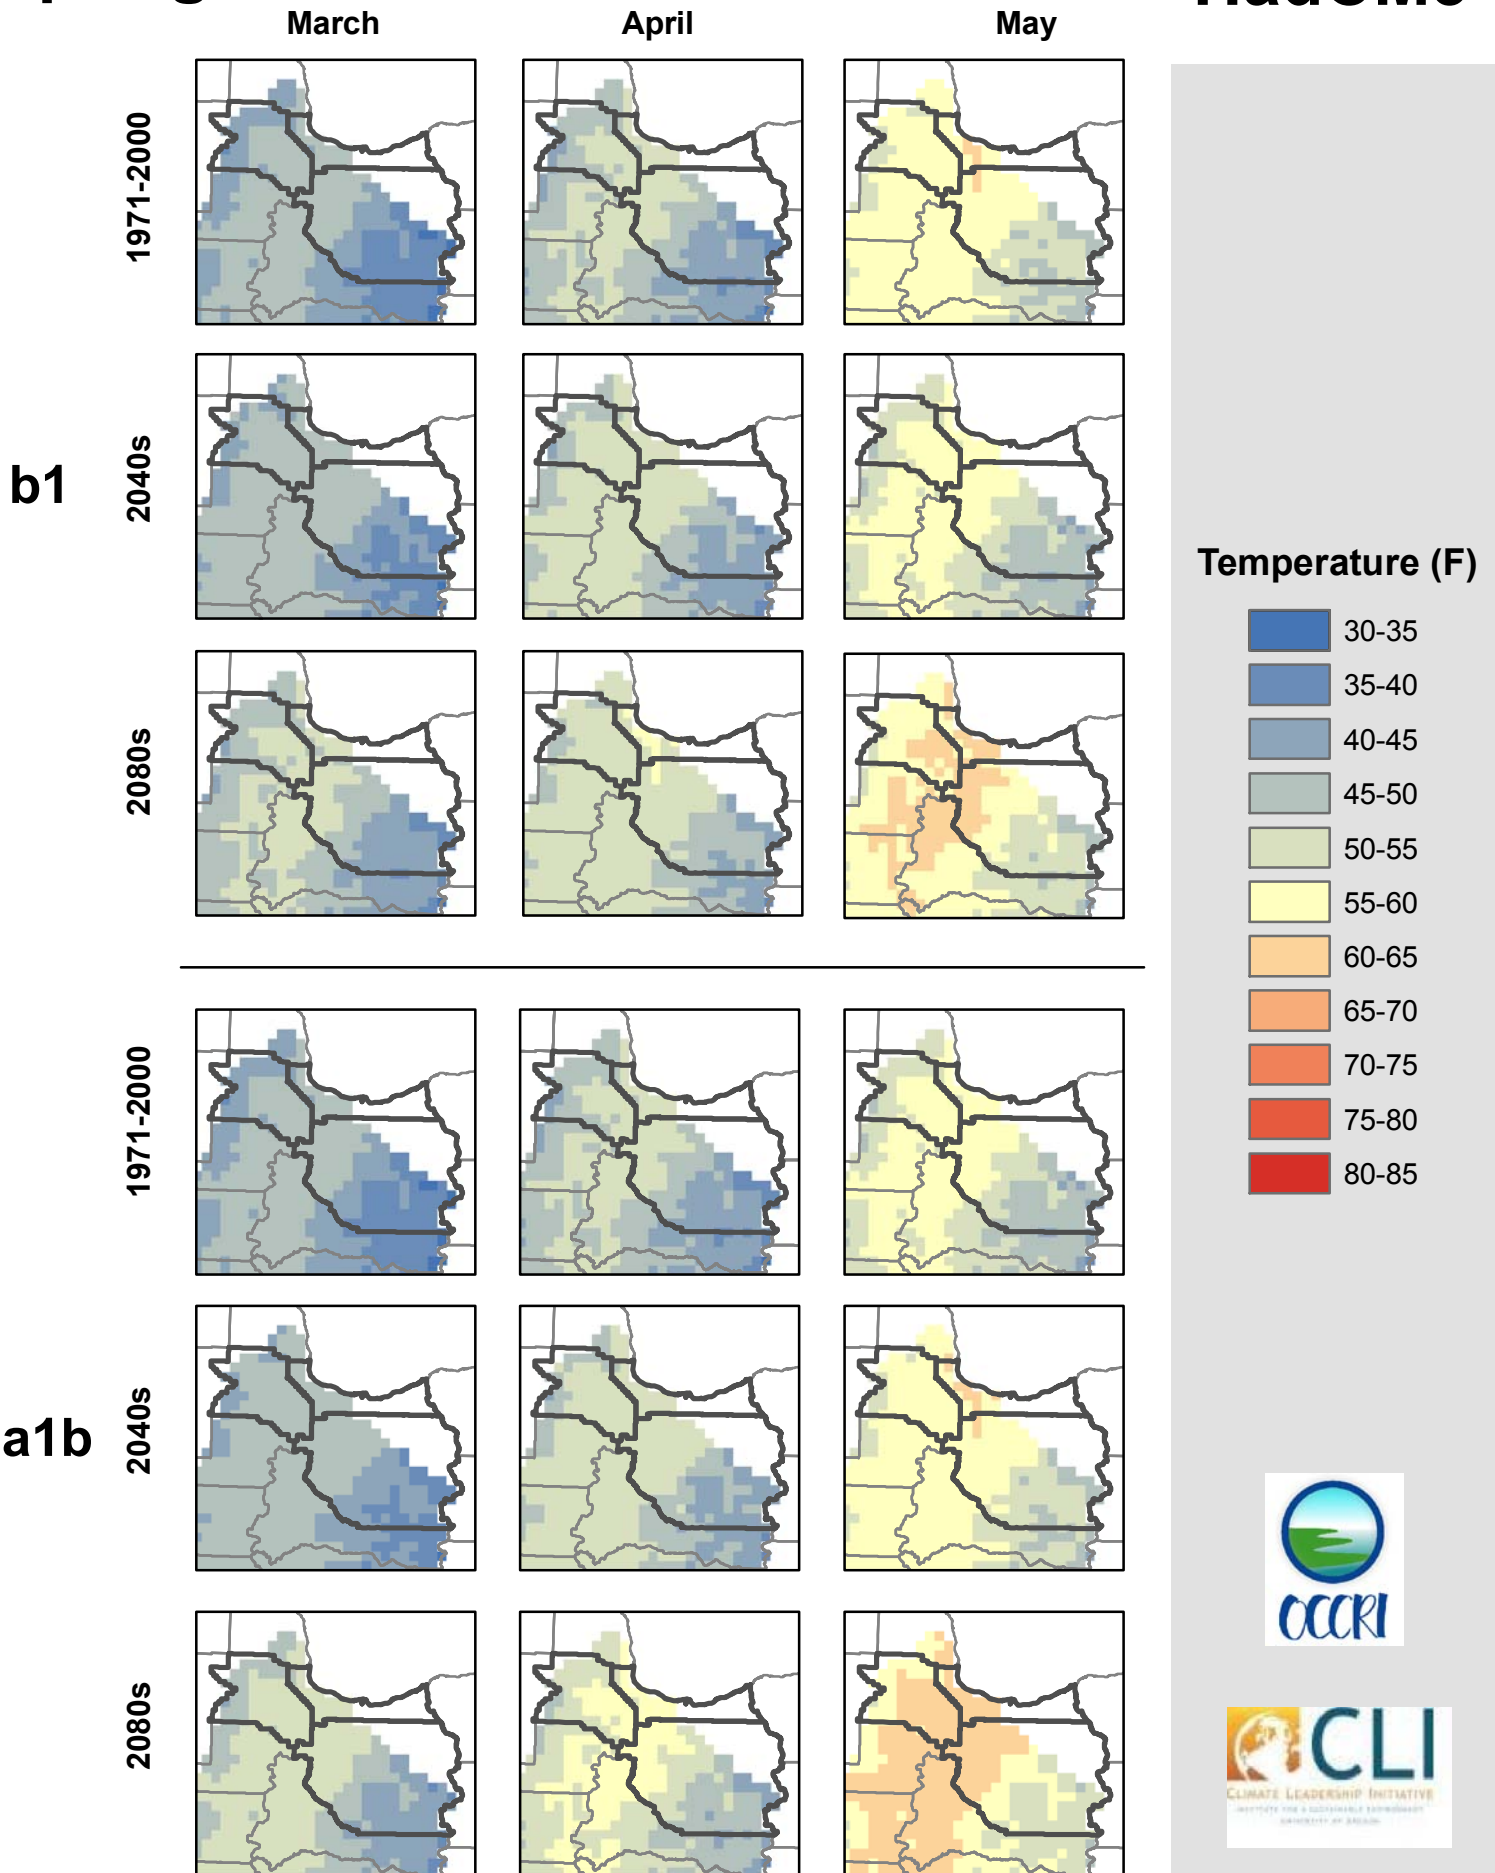 March April May
1971-2000
b1
2040s
2080s
Temperature (F)
30-35
35-40
40-45
45-50
50-55
55-60
60-65
65-70
70-75
75-80
80-85
1971-2000
a1b
2040s
2080s
OCCRI
CLI
CLIMATE LEADERSHIP INITIATIVE